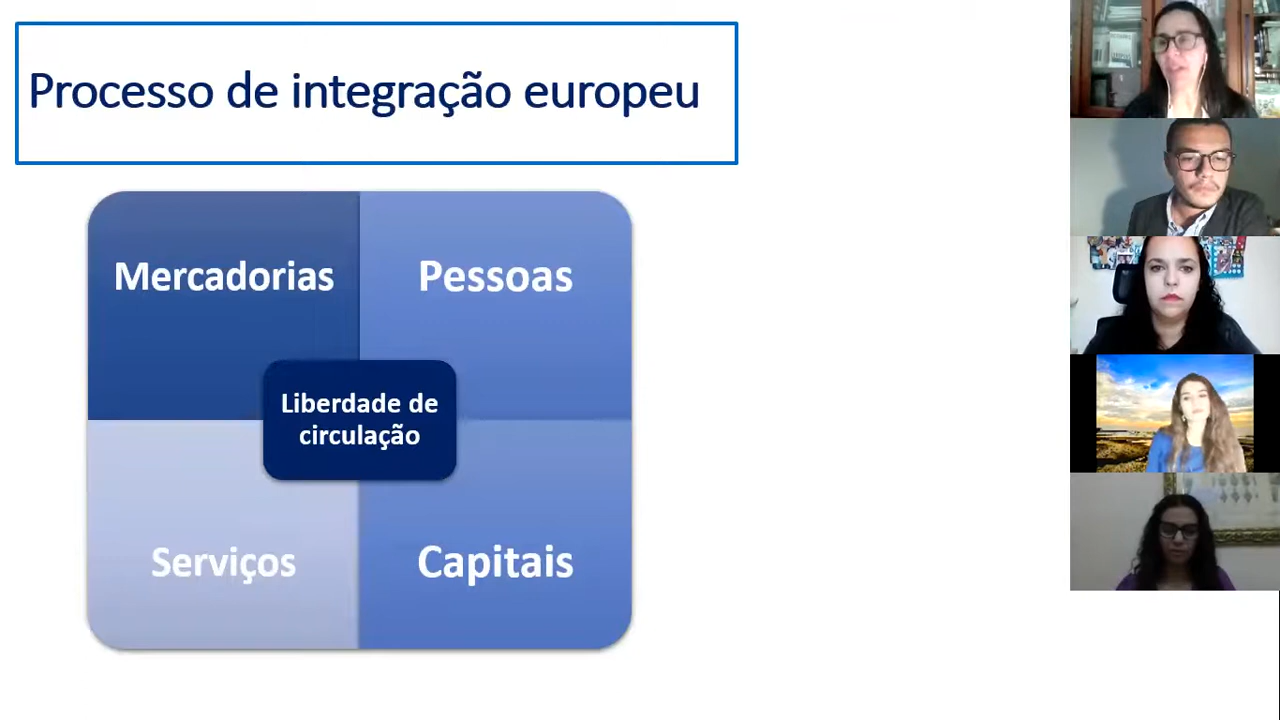 Processo de integração europeu
Mercadorias
Pessoas
Liberdade de
circulação
Serviços
Capitais